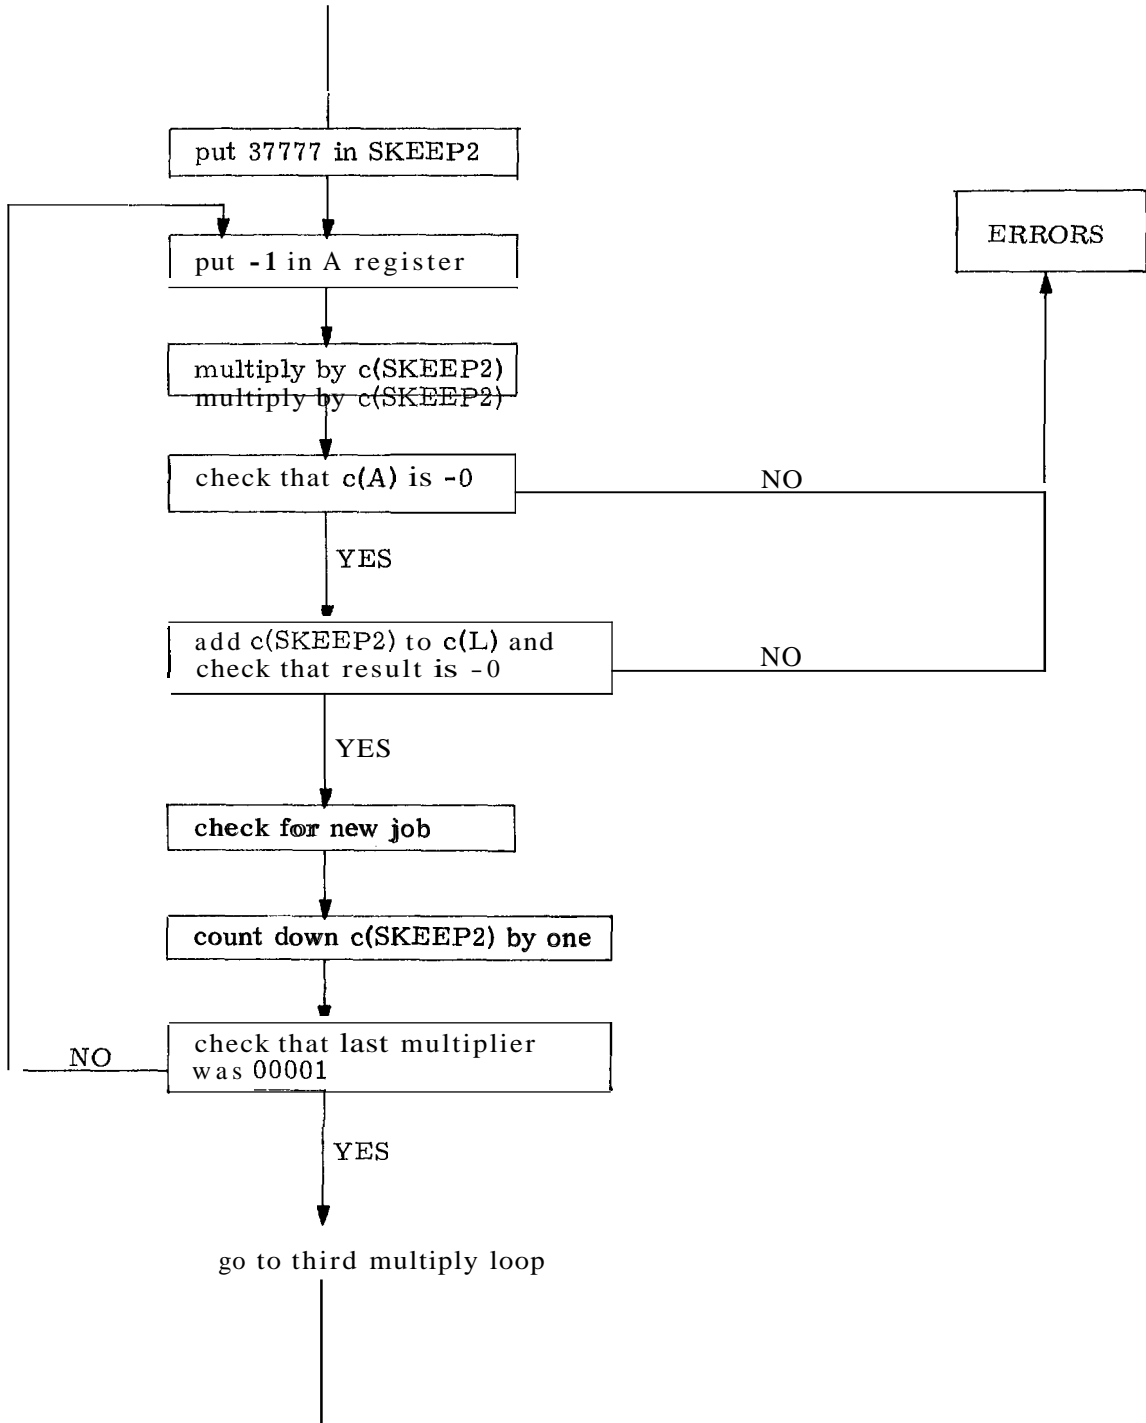 put 37777 in SKEEP2
ERRORS
put -1 in A register
multiply by c(SKEEP2)
multiply by c(SKEEP2)
check that c(A) is -0
NO
YES
add c(SKEEP2) to c(L) and
check that result is -0
NO
YES
check for new job
count down c(SKEEP2) by one
check that last multiplier
was 00001
NO
YES
go to third multiply loop